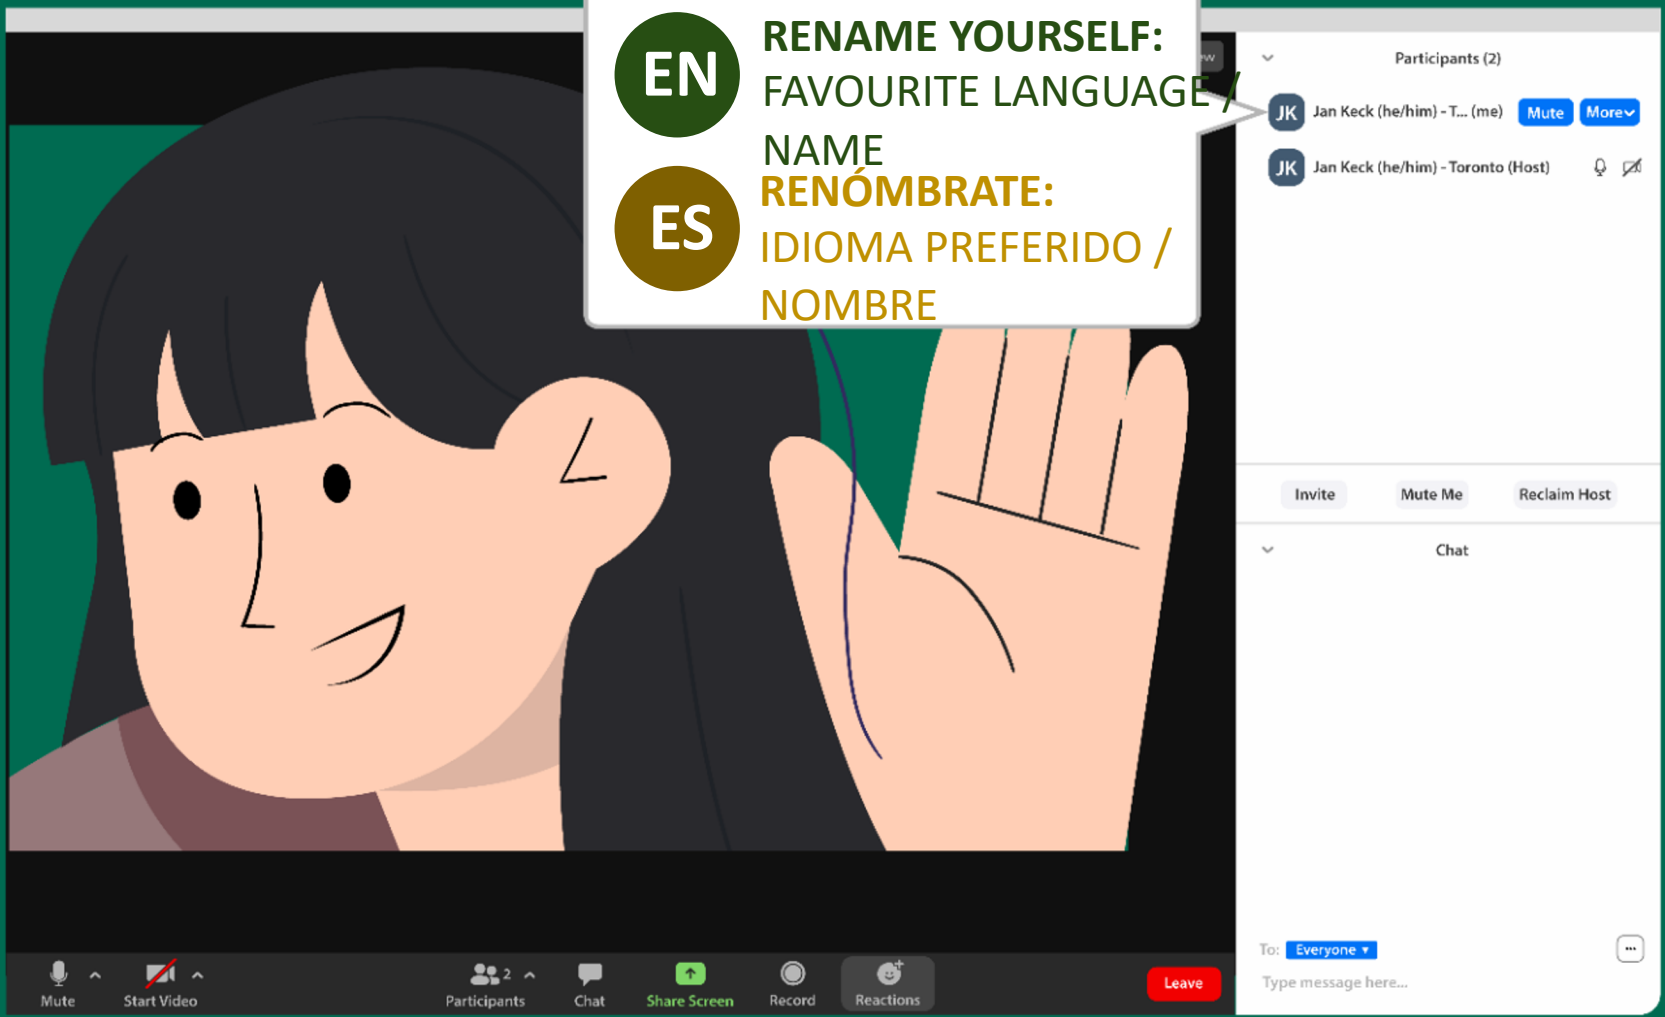 EN
RENAME YOURSELF:
FAVOURITE LANGUAGE /
NAME
ES
RENÓMBRATE:
IDIOMA PREFERIDO /
NOMBRE
ew
Participants (2)
JK Jan Keck (he/him) - T... (me) Mute More
JK Jan Keck (he/him) - Toronto (Host)
Invite Mute Me Reclaim Host
Chat
To: Everyone
Type message here...
Mute Start Video Participants 2 Chat Share Screen Record Reactions Leave